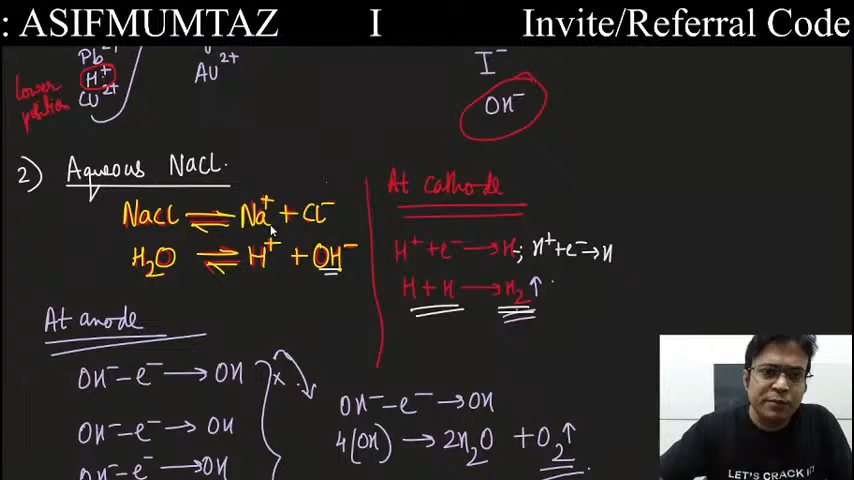 : ASIFMUMTAZ I Invite/Referral Code
Pb²⁺
H⁺
Cu²⁺
Lower position
Au²⁺
I⁻
OH⁻
2) Aqueous NaCl.
NaCl ⇌ Na⁺ + Cl⁻
H₂O ⇌ H⁺ + OH⁻
At cathode
H⁺ + e⁻ → H ; H⁺ + e⁻ → H
H + H → H₂ ↑
At anode
OH⁻ - e⁻ → OH
OH⁻ - e⁻ → OH
OH⁻ - e⁻ → OH
x
OH⁻ - e⁻ → OH
4(OH) → 2H₂O + O₂ ↑
LET'S CRACK IT